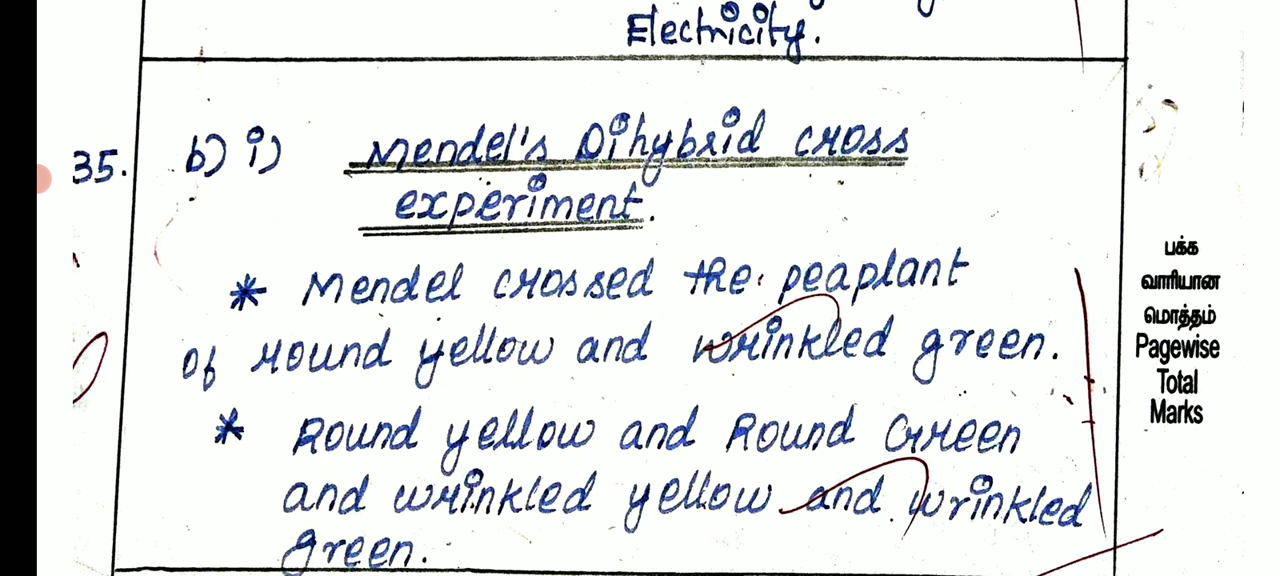 Electricity.
35. b) i) Mendel's Dihybrid cross
experiment.
* Mendel crossed the peaplant
of round yellow and wrinkled green.
* Round yellow and Round Green
and wrinkled yellow and wrinkled
green.
பக்க
வாரியான
மொத்தம்
Pagewise
Total
Marks